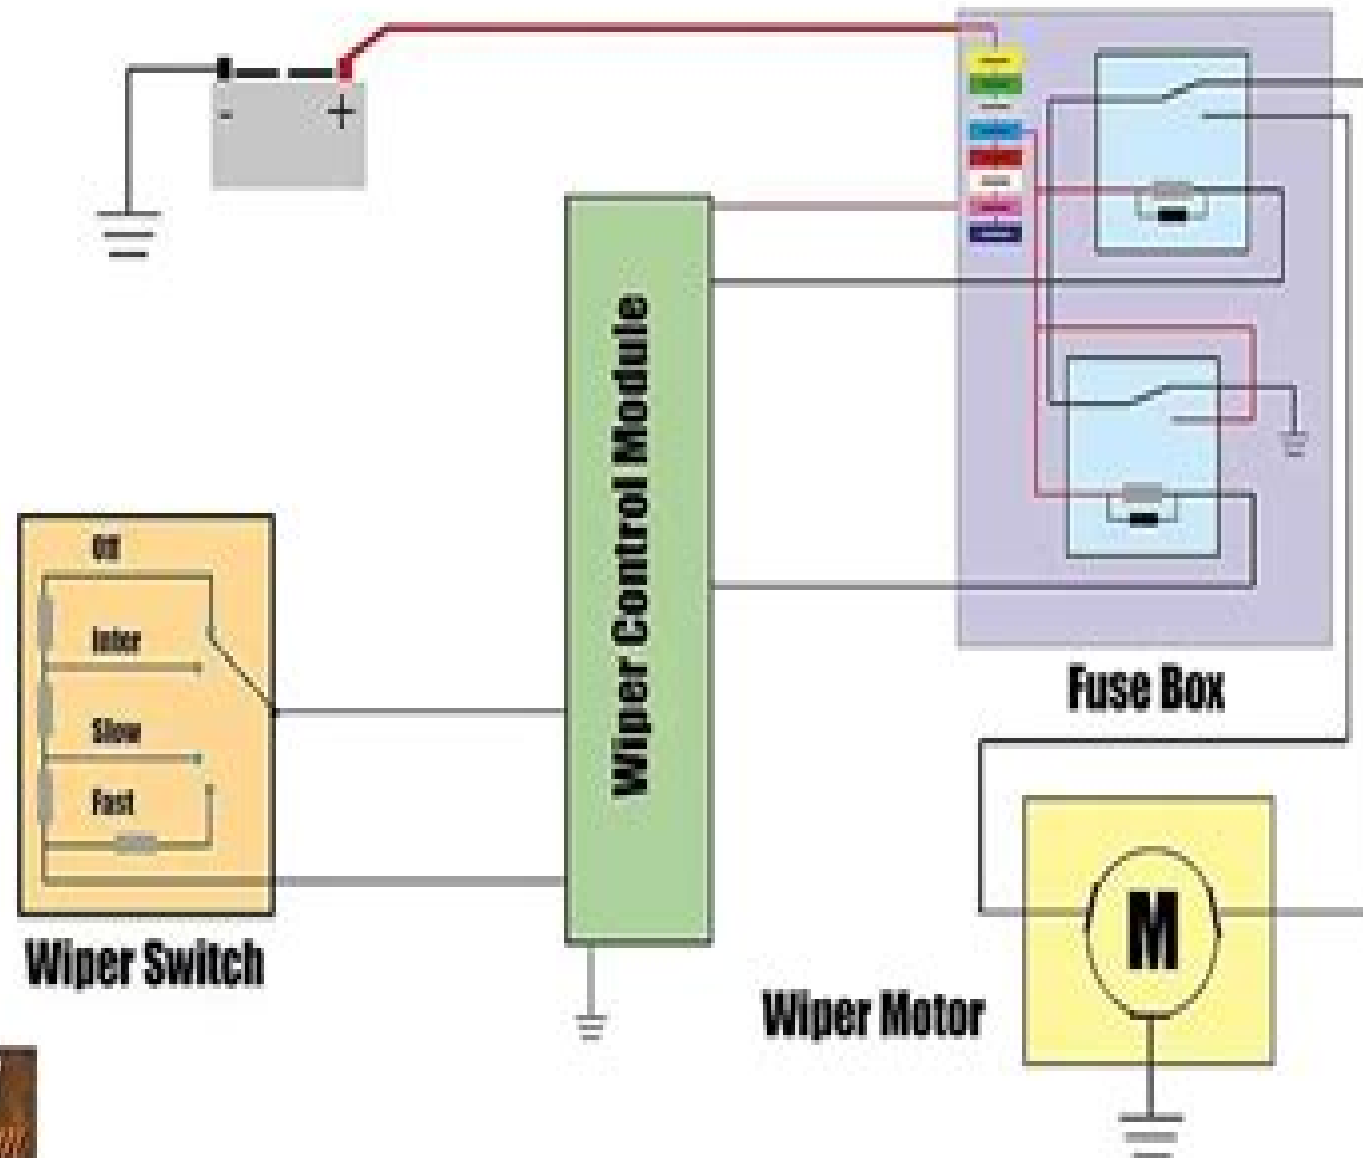 - +
Wiper Control Module
Off
Inter
Slow
Fast
Fuse Box
Wiper Switch
M
Wiper Motor